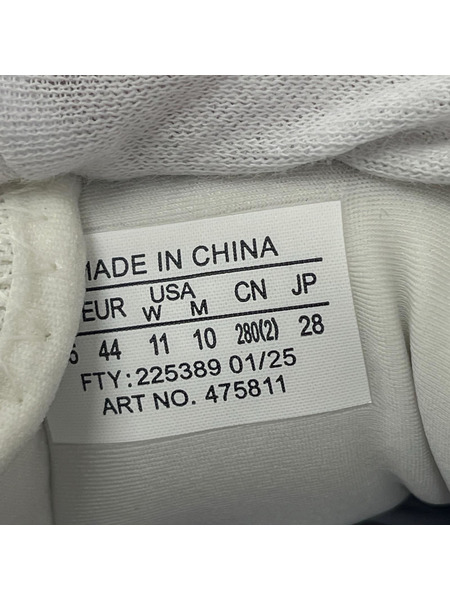 MADE IN CHINA
EUR USA CN JP
W M
44 11 10 280(2) 28
FTY: 225389 01/25
ART NO. 475811